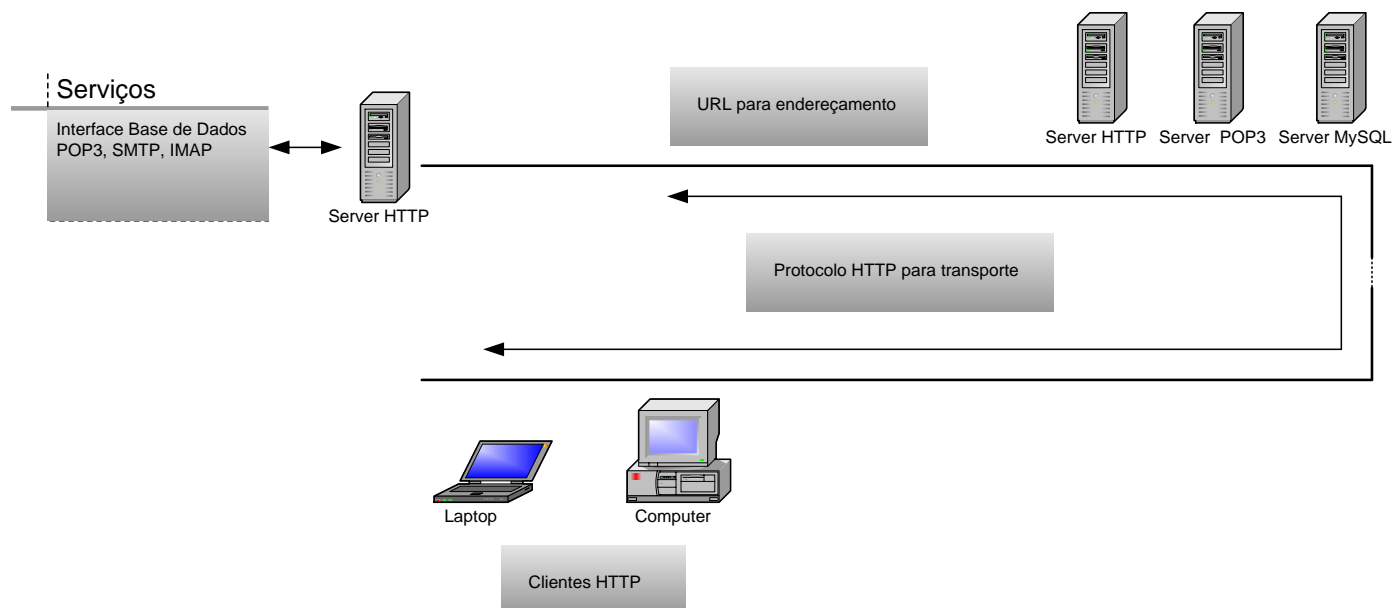 Serviços
Interface Base de Dados
POP3, SMTP, IMAP
Server HTTP
URL para endereçamento
Server HTTP
Server POP3
Server MySQL
Protocolo HTTP para transporte
Laptop
Computer
Clientes HTTP